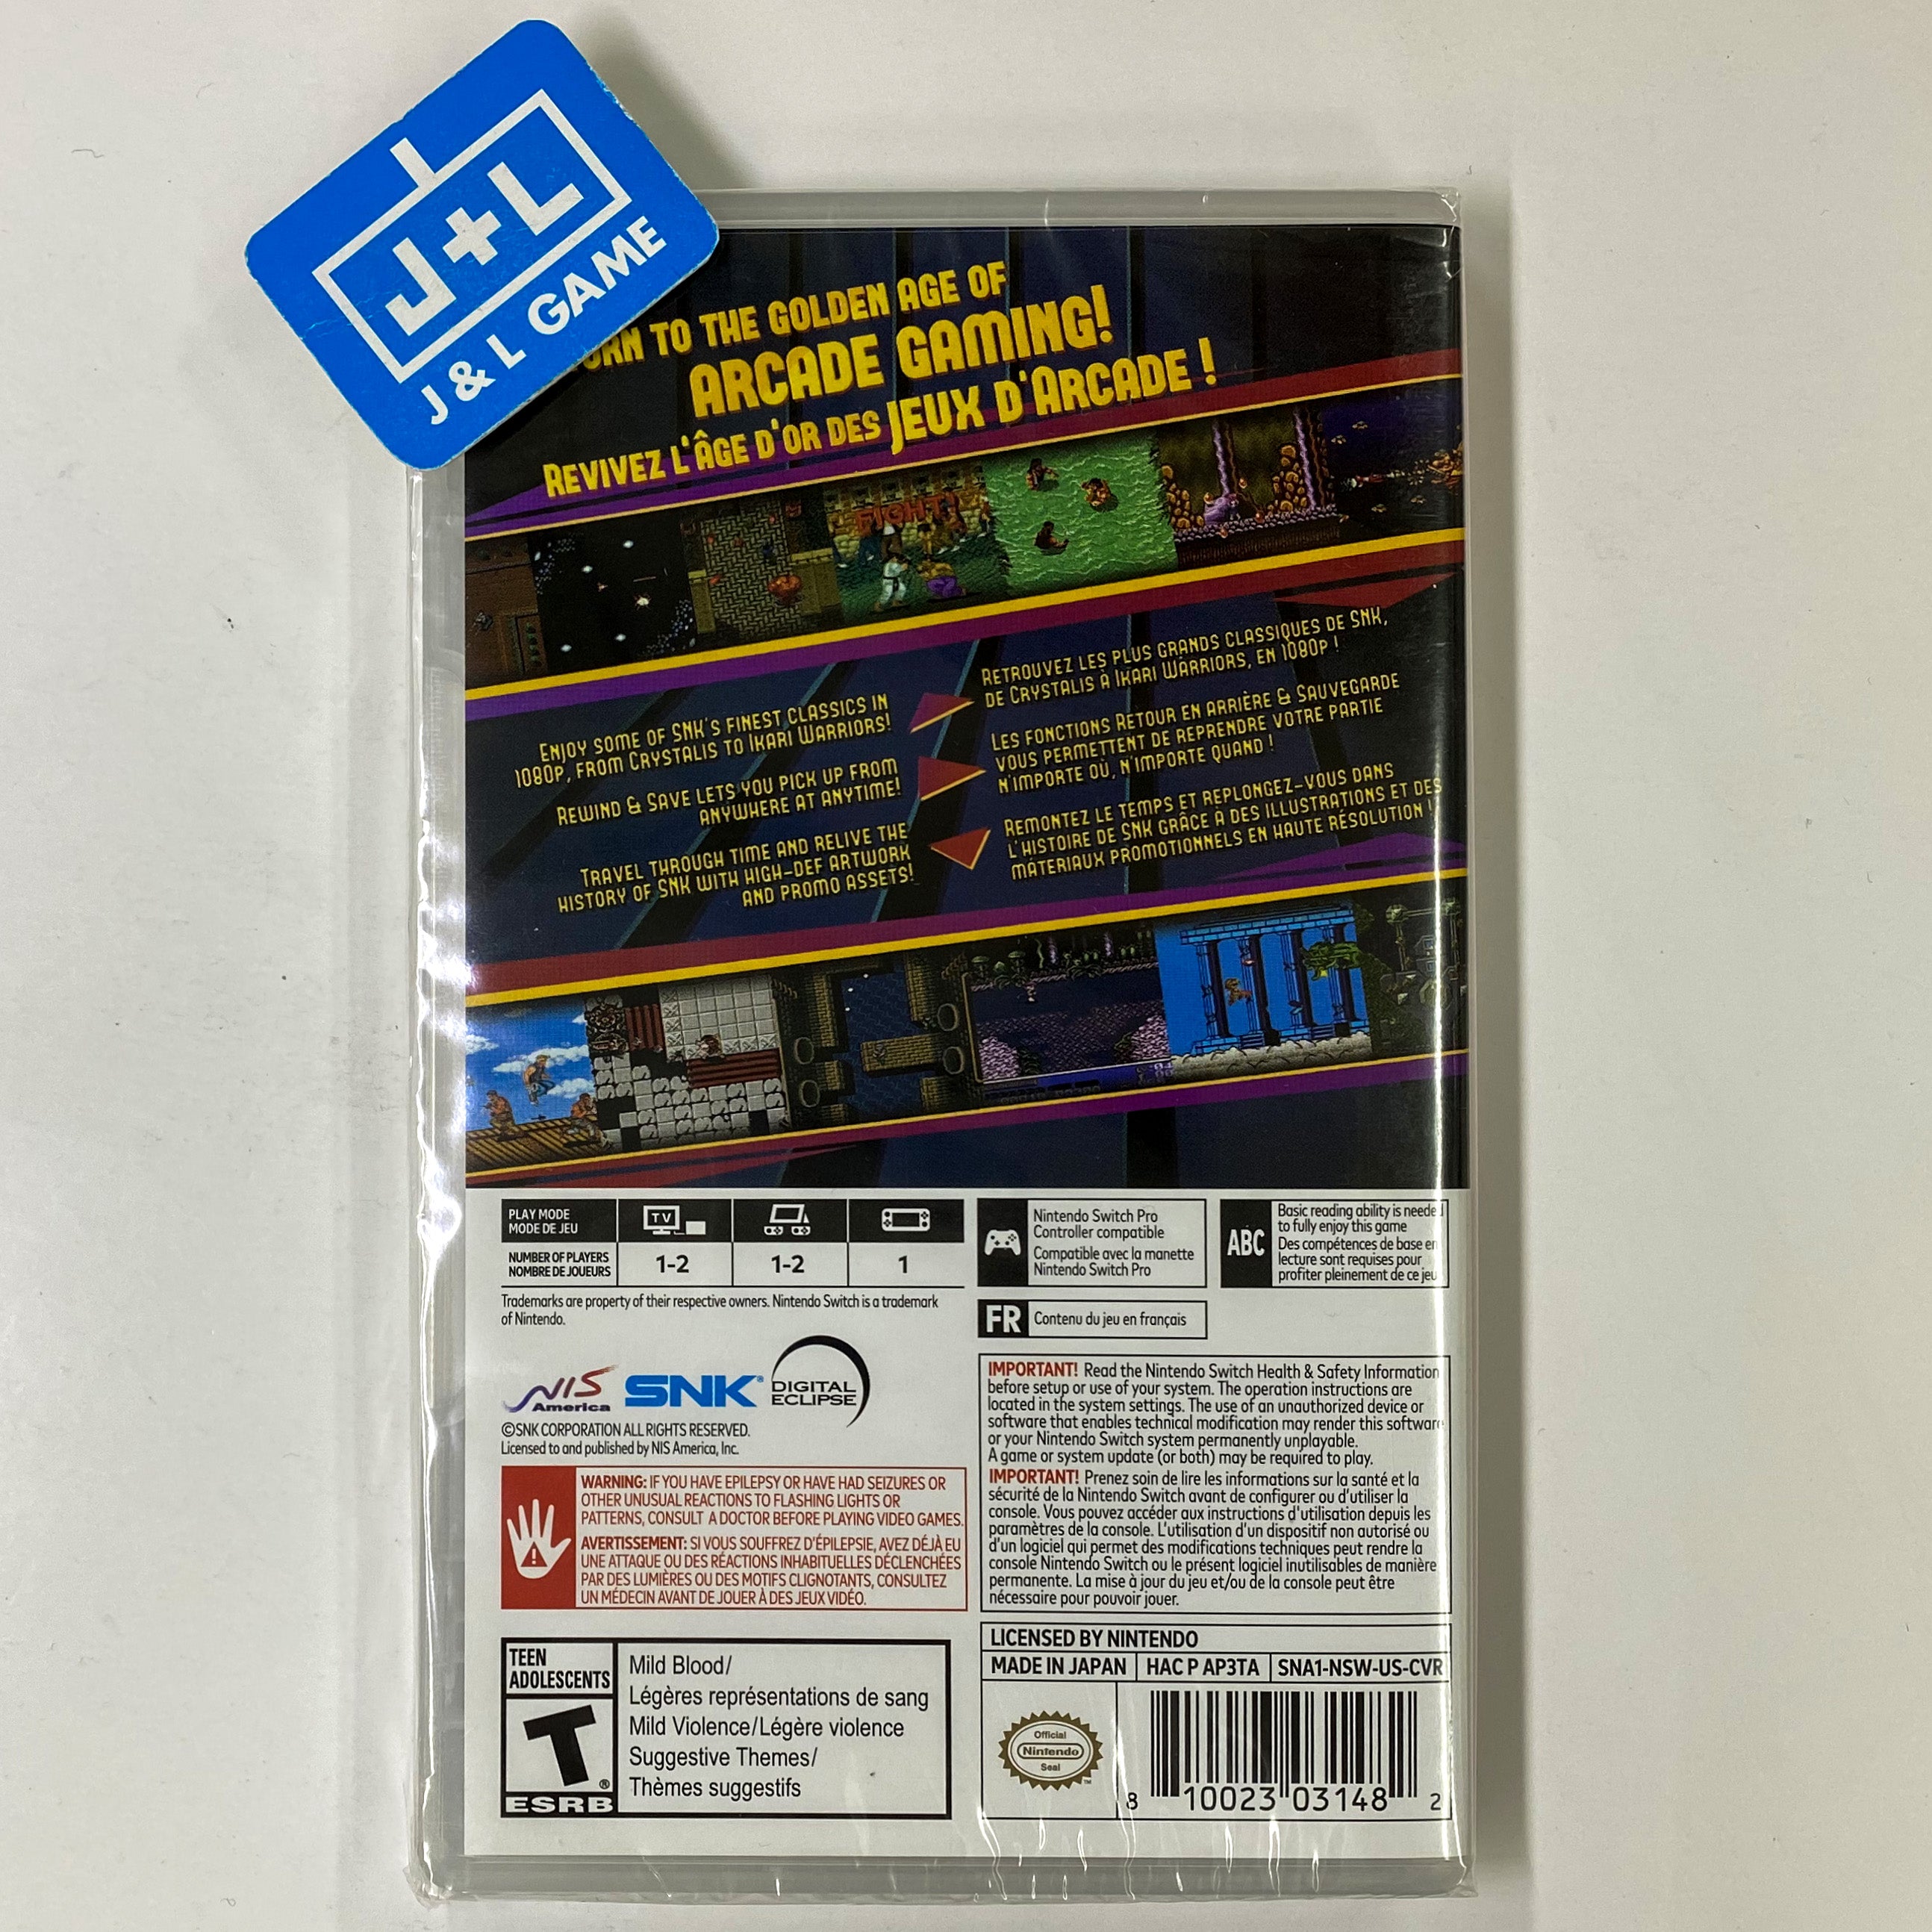 J+L
J & L GAME
TO THE GOLDEN AGE OF
ARCADE GAMING!
REVIVEZ L'ÂGE D'OR DES JEUX D'ARCADE !
FIGHT!
ENJOY SOME OF SNK'S FINEST CLASSICS IN
1080P, FROM CRYSTALIS TO IKARI WARRIORS!
REWIND & SAVE LETS YOU PICK UP FROM
ANYWHERE AT ANYTIME!
TRAVEL THROUGH TIME AND RELIVE THE
HISTORY OF SNK WITH HIGH-DEF ARTWORK
AND PROMO ASSETS!
RETROUVEZ LES PLUS GRANDS CLASSIQUES DE SNK,
DE CRYSTALIS À IKARI WARRIORS, EN 1080P !
LES FONCTIONS RETOUR EN ARRIÈRE & SAUVEGARDE
VOUS PERMETTENT DE REPRENDRE VOTRE PARTIE
N'IMPORTE OÙ, N'IMPORTE QUAND !
REMONTEZ LE TEMPS ET REPLONGEZ-VOUS DANS
L'HISTOIRE DE SNK GRÂCE À DES ILLUSTRATIONS ET DES
MATERIAUX PROMOTIONNELS EN HAUTE RÉSOLUTION !
PLAY MODE
MODE DE JEU
TV
NUMBER OF PLAYERS
NOMBRE DE JOUEURS
1-2
1-2
1
Trademarks are property of their respective owners. Nintendo Switch is a trademark
of Nintendo.
Nintendo Switch Pro
Controller compatible
Compatible avec la manette
Nintendo Switch Pro
ABC
Basic reading ability is needed
to fully enjoy this game
Des compétences de base en
lecture sont requises pour
profiter pleinement de ce jeu
FR
Contenu du jeu en français
NIS
America
SNK®
DIGITAL
ECLIPSE
©SNK CORPORATION ALL RIGHTS RESERVED.
Licensed to and published by NIS America, Inc.
WARNING: IF YOU HAVE EPILEPSY OR HAVE HAD SEIZURES OR
OTHER UNUSUAL REACTIONS TO FLASHING LIGHTS OR
PATTERNS, CONSULT A DOCTOR BEFORE PLAYING VIDEO GAMES.
AVERTISSEMENT: SI VOUS SOUFFREZ D'ÉPILEPSIE, AVEZ DÉJÀ EU
UNE ATTAQUE OU DES RÉACTIONS INHABITUELLES DÉCLENCHÉES
PAR DES LUMIÈRES OU DES MOTIFS CLIGNOTANTS, CONSULTEZ
UN MÉDECIN AVANT DE JOUER À DES JEUX VIDÉO.
IMPORTANT! Read the Nintendo Switch Health & Safety Information
before setup or use of your system. The operation instructions are
located in the system settings. The use of an unauthorized device or
software that enables technical modification may render this software
or your Nintendo Switch system permanently unplayable.
A game or system update (or both) may be required to play.
IMPORTANT! Prenez soin de lire les informations sur la santé et la
sécurité de la Nintendo Switch avant de configurer ou d'utiliser la
console. Vous pouvez accéder aux instructions d'utilisation depuis les
paramètres de la console. L'utilisation d'un dispositif non autorisé ou
d'un logiciel qui permet des modifications techniques peut rendre la
console Nintendo Switch ou le présent logiciel inutilisables de manière
permanente. La mise à jour du jeu et/ou de la console peut être
nécessaire pour pouvoir jouer.
TEEN
ADOLESCENTS
T®
ESRB
Mild Blood/
Légères représentations de sang
Mild Violence/Légère violence
Suggestive Themes/
Thèmes suggestifs
LICENSED BY NINTENDO
MADE IN JAPAN
HAC P AP3TA
SNA1-NSW-US-CVR
Official
Nintendo
Seal
™
8 10023 03148 2